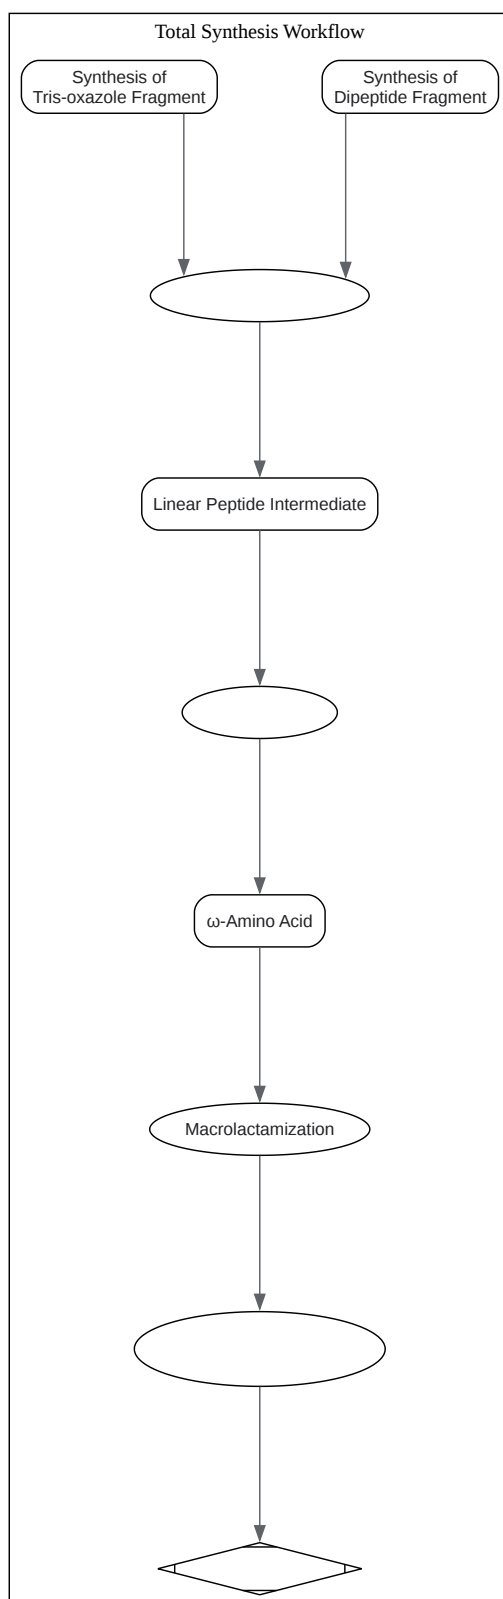 Total Synthesis Workflow
Synthesis of
Tris-oxazole Fragment
Synthesis of
Dipeptide Fragment
Linear Peptide Intermediate
ω-Amino Acid
Macrolactamization